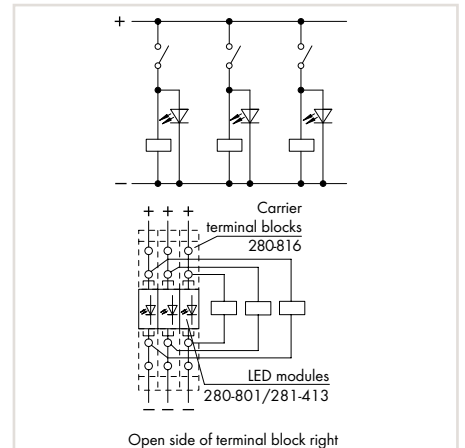 +
−
+ + +
Carrier
terminal blocks
280-816
LED modules
280-801/281-413
− − −
Open side of terminal block right